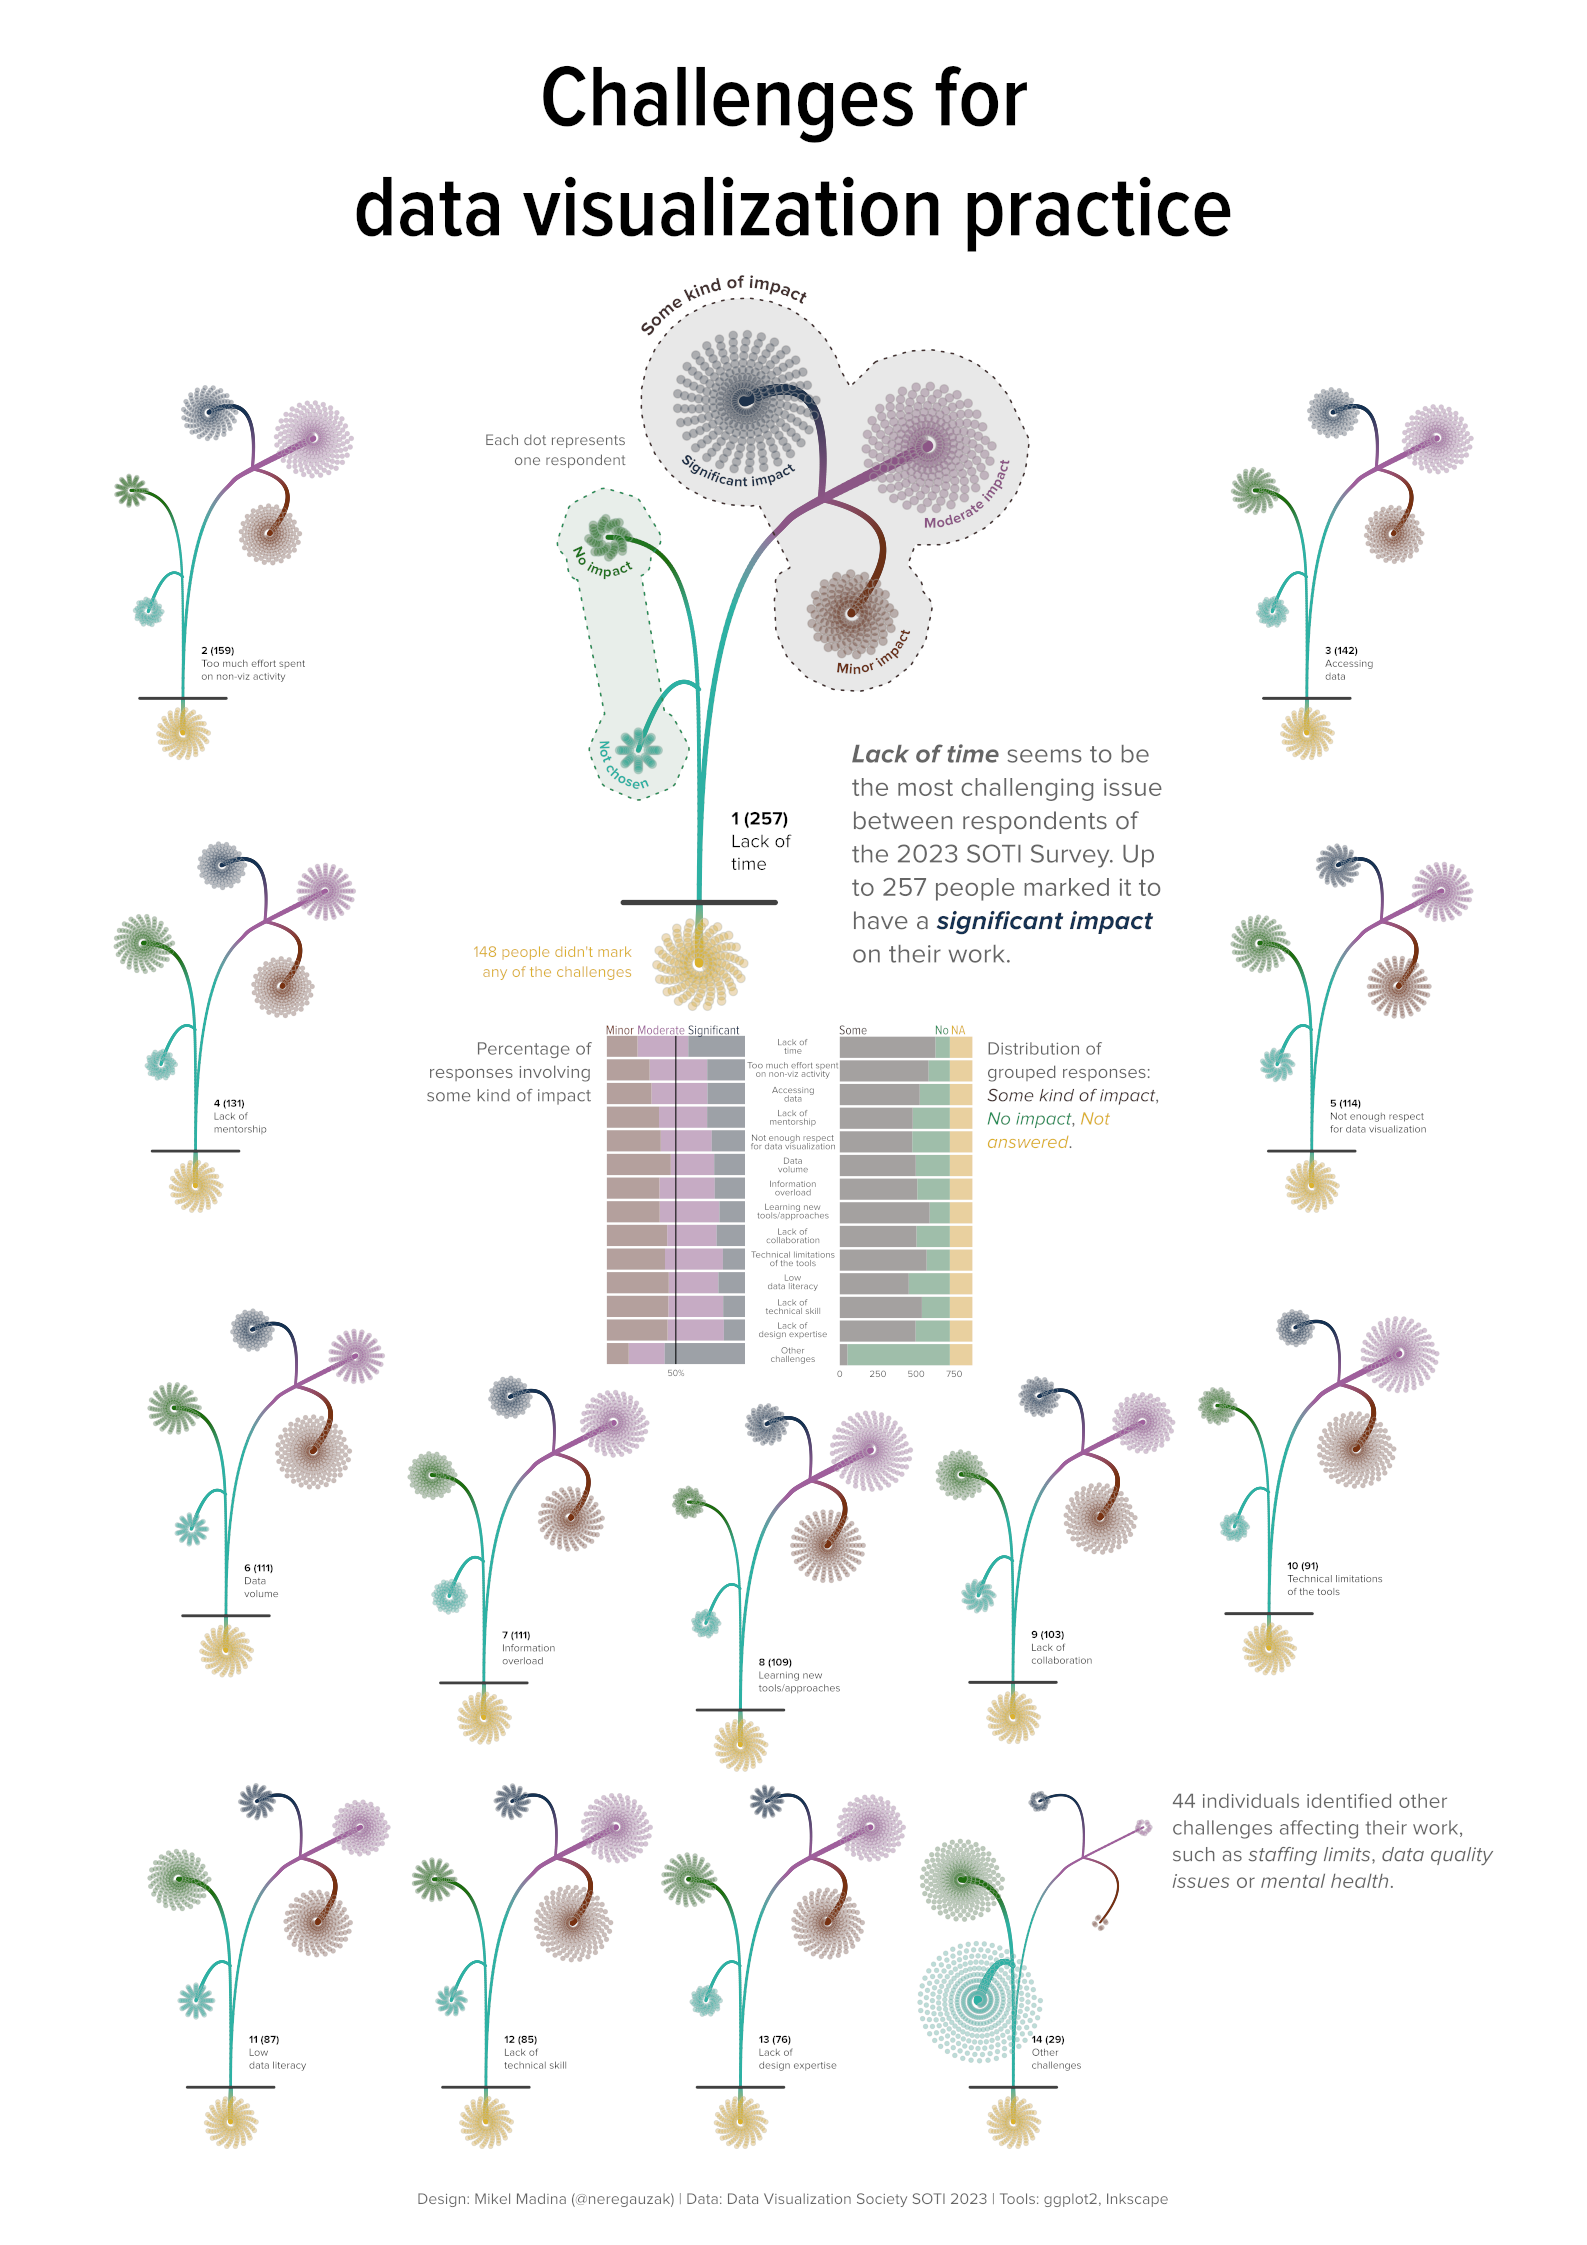 Challenges for
data visualization practice
Some kind of impact
Each dot represents
one respondent
Significant impact
Moderate impact
No impact
Minor impact
Not chosen
2 (159)
Too much effort spent
on non-viz activity
3 (142)
Accessing
data
1 (257)
Lack of
time
Lack of time seems to be
the most challenging issue
between respondents of
the 2023 SOTI Survey. Up
to 257 people marked it to
have a significant impact
on their work.
148 people didn't mark
any of the challenges
4 (131)
Lack of
mentorship
5 (114)
Not enough respect
for data visualization
Percentage of
responses involving
some kind of impact
Minor Moderate Significant
Some No NA
Distribution of
grouped responses:
Some kind of impact,
No impact, Not
answered.
Lack of
time
Too much effort spent
on non-viz activity
Accessing
data
Lack of
mentorship
Not enough respect
for data visualization
Data
volume
Information
overload
Learning new
tools/approaches
Lack of
collaboration
Technical limitations
of the tools
Low
data literacy
Lack of
technical skill
Lack of
design expertise
Other
challenges
50%
0 250 500 750
6 (111)
Data
volume
7 (111)
Information
overload
8 (109)
Learning new
tools/approaches
9 (103)
Lack of
collaboration
10 (91)
Technical limitations
of the tools
44 individuals identified other
challenges affecting their work,
such as staffing limits, data quality
issues or mental health.
11 (87)
Low
data literacy
12 (85)
Lack of
technical skill
13 (76)
Lack of
design expertise
14 (29)
Other
challenges
Design: Mikel Madina (@neregauzak) | Data: Data Visualization Society SOTI 2023 | Tools: ggplot2, Inkscape